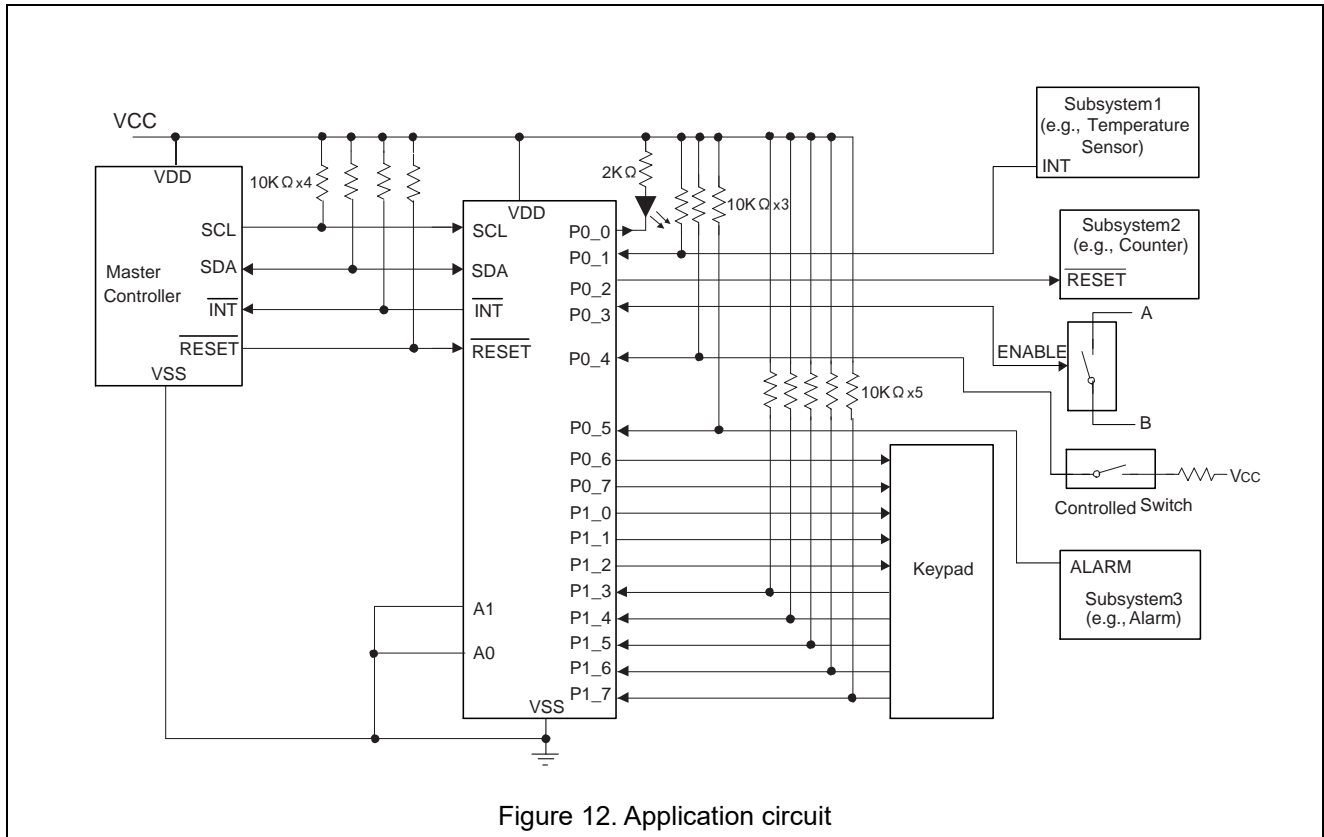 VCC
VDD
10KΩx4
SCL
SDA
Master
Controller
INT
RESET
VSS
VDD
SCL
SDA
INT
RESET
A1
A0
VSS
P0_0
P0_1
P0_2
P0_3
P0_4
P0_5
P0_6
P0_7
P1_0
P1_1
P1_2
P1_3
P1_4
P1_5
P1_6
P1_7
2KΩ
10KΩx3
10KΩx5
Keypad
Subsystem1
(e.g., Temperature
Sensor)
INT
Subsystem2
(e.g., Counter)
RESET
A
ENABLE
B
Vcc
Controlled Switch
ALARM
Subsystem3
(e.g., Alarm)
Figure 12. Application circuit